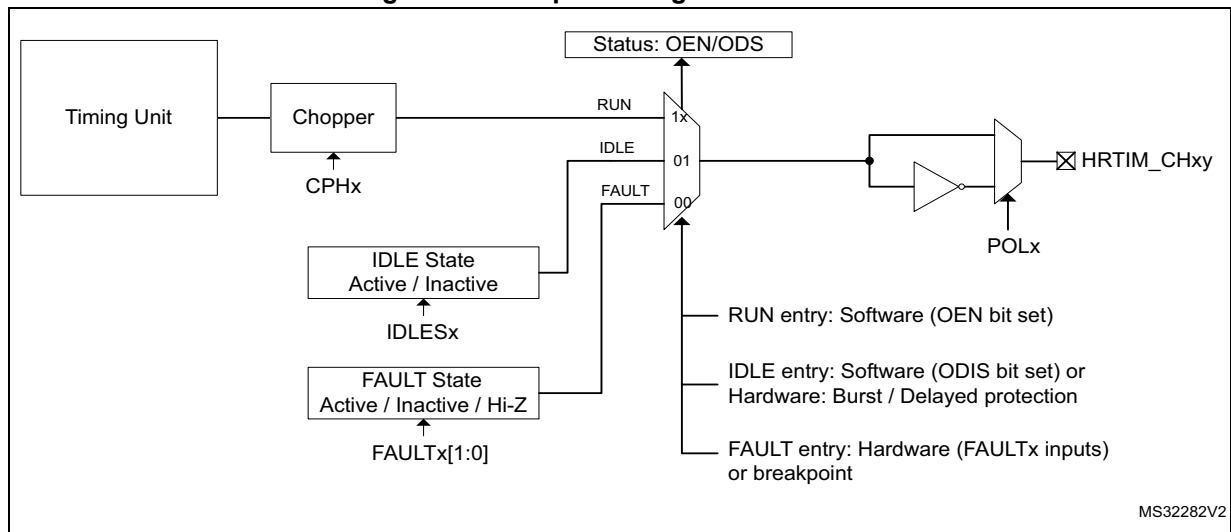 Status: OEN/ODS
Timing Unit
Chopper
CPHx
RUN
1x
IDLE
01
FAULT
00
HRTIM_CHxy
POLx
IDLE State
Active / Inactive
IDLESx
FAULT State
Active / Inactive / Hi-Z
FAULTx[1:0]
RUN entry: Software (OEN bit set)
IDLE entry: Software (ODIS bit set) or
Hardware: Burst / Delayed protection
FAULT entry: Hardware (FAULTx inputs)
or breakpoint
MS32282V2